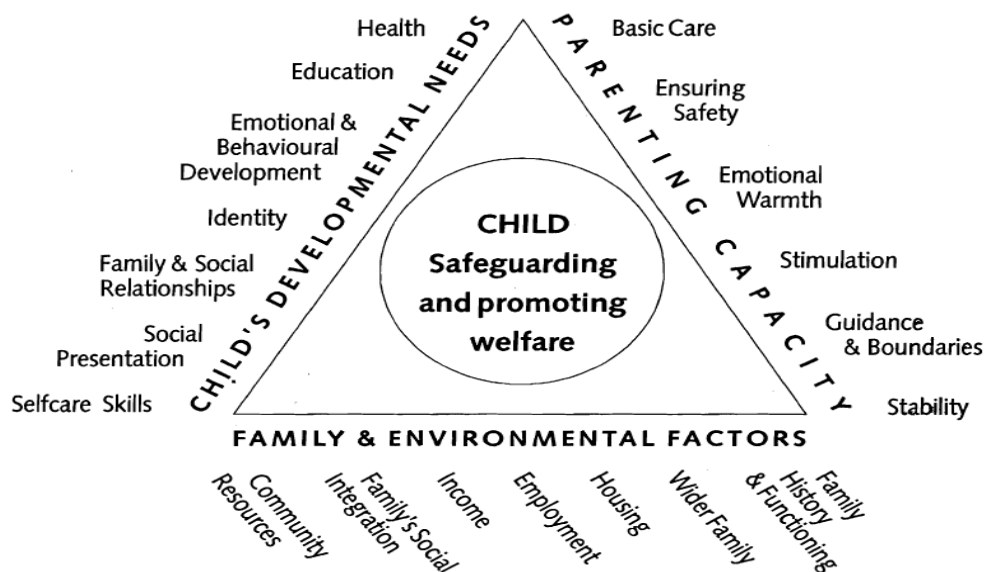 Health
Education
Emotional &
Behavioural
Development
Identity
Family & Social
Relationships
Social
Presentation
Selfcare Skills
CHILD'S DEVELOPMENTAL NEEDS
PARENTING CAPACITY
Basic Care
Ensuring
Safety
Emotional
Warmth
Stimulation
Guidance
& Boundaries
Stability
CHILD
Safeguarding
and promoting
welfare
FAMILY & ENVIRONMENTAL FACTORS
Community
Resources
Family's Social
Integration
Income
Employment
Housing
Wider Family
Family
History
& Functioning